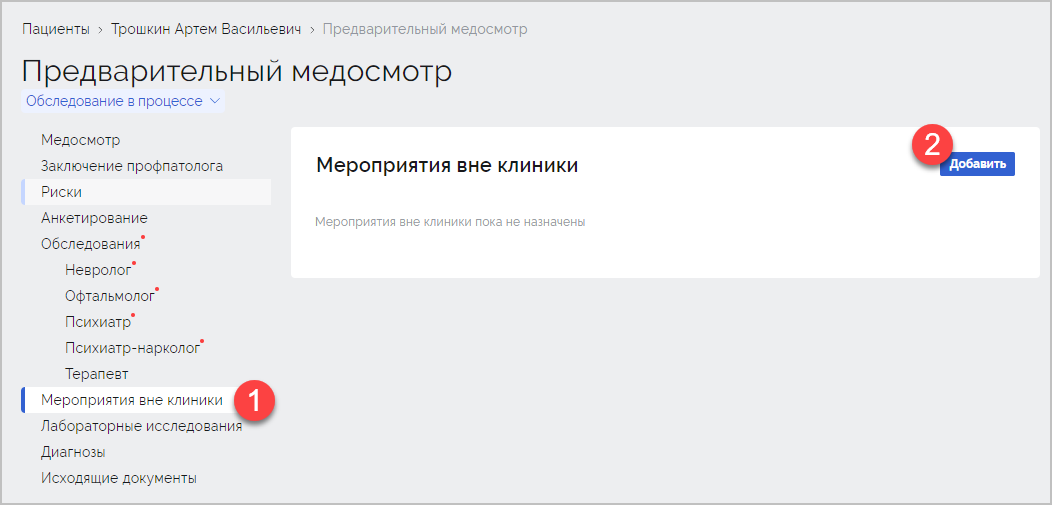 Пациенты › Трошкин Артем Васильевич › Предварительный медосмотр
Предварительный медосмотр
Обследование в процессе
Медосмотр
Заключение профпатолога
Риски
Анкетирование
Обследования
Невролог
Офтальмолог
Психиатр
Психиатр-нарколог
Терапевт
Мероприятия вне клиники
1
Лабораторные исследования
Диагнозы
Исходящие документы
Мероприятия вне клиники
2
Добавить
Мероприятия вне клиники пока не назначены